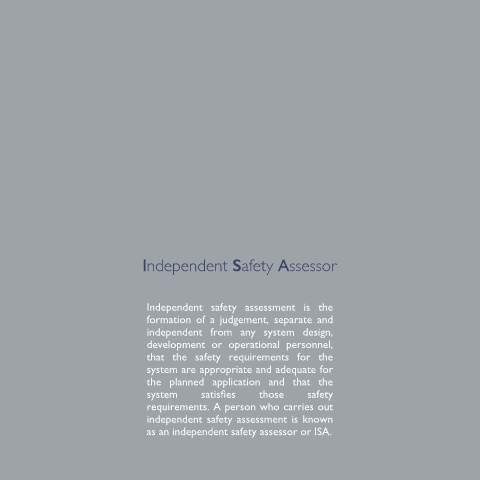 Independent Safety Assessor
Independent safety assessment is the
formation of a judgement, separate and
independent from any system design,
development or operational personnel,
that the safety requirements for the
system are appropriate and adequate for
the planned application and that the
system satisfies those safety
requirements. A person who carries out
independent safety assessment is known
as an independent safety assessor or ISA.